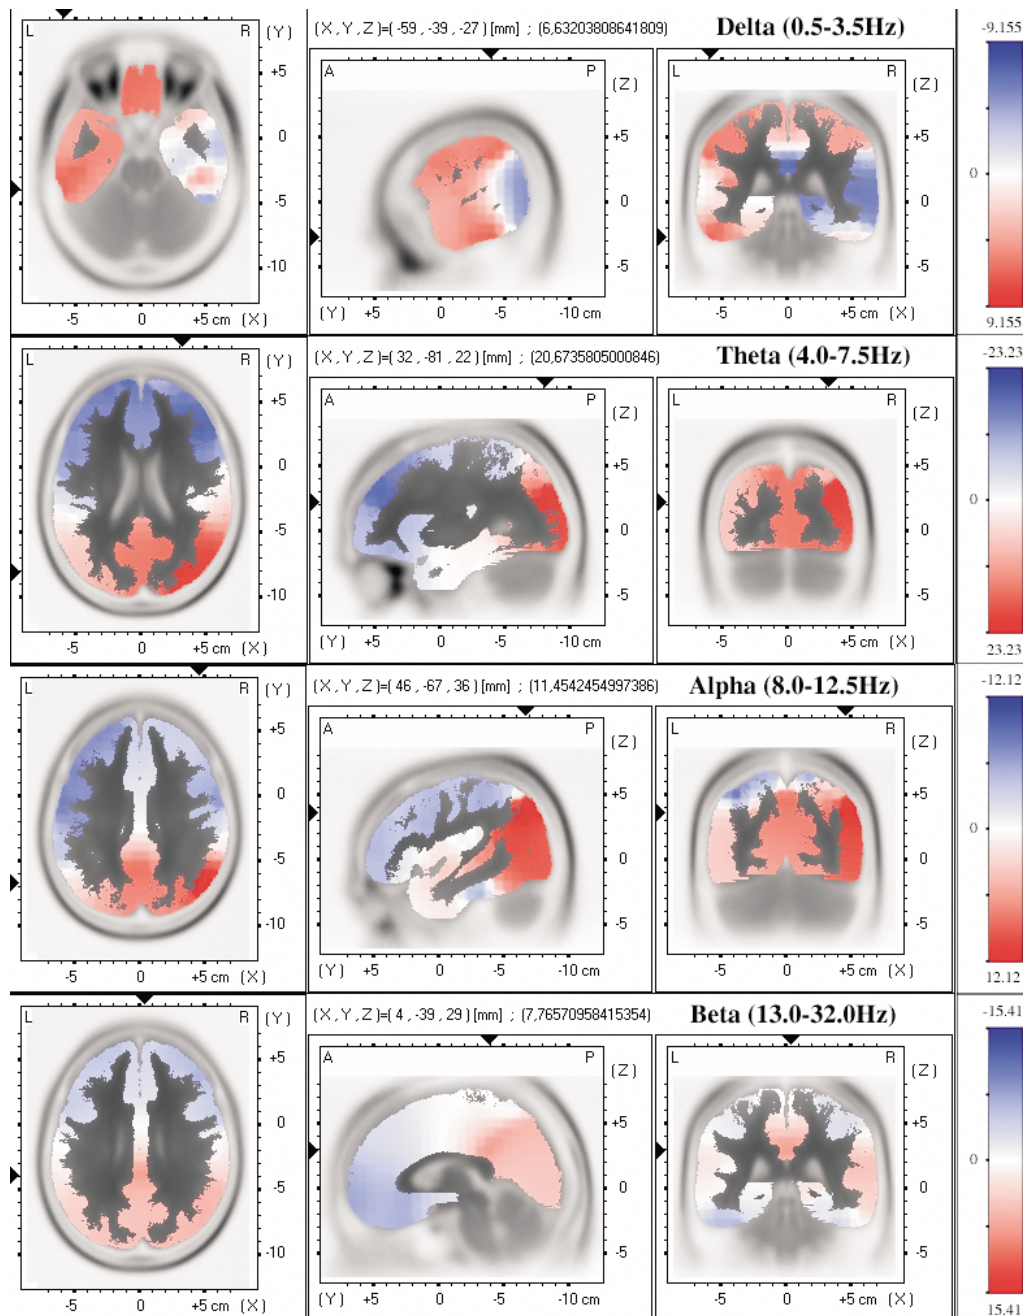 (X,Y,Z)=(-59 , -39 , -27) [mm] ; (6,63203808641809) Delta (0.5-3.5Hz) -9.155
L R (Y) A P (Z) L R (Z)
+5 0 -5 -10
+5 0 -5
+5 0 -5
0
-5 0 +5 cm (X) (Y) +5 0 -5 -10 cm -5 0 +5 cm (X)
9.155
(X,Y,Z)=(32 , -81 , 22) [mm] ; (20,6735805000846) Theta (4.0-7.5Hz) -23.23
L R (Y) A P (Z) L R (Z)
+5 0 -5 -10
+5 0 -5
+5 0 -5
0
-5 0 +5 cm (X) (Y) +5 0 -5 -10 cm -5 0 +5 cm (X)
23.23
(X,Y,Z)=(46 , -67 , 36) [mm] ; (11,4542454997386) Alpha (8.0-12.5Hz) -12.12
L R (Y) A P (Z) L R (Z)
+5 0 -5 -10
+5 0 -5
+5 0 -5
0
-5 0 +5 cm (X) (Y) +5 0 -5 -10 cm -5 0 +5 cm (X)
12.12
(X,Y,Z)=(4 , -39 , 29) [mm] ; (7,76570958415354) Beta (13.0-32.0Hz) -15.41
L R (Y) A P (Z) L R (Z)
+5 0 -5 -10
+5 0 -5
+5 0 -5
0
-5 0 +5 cm (X) (Y) +5 0 -5 -10 cm -5 0 +5 cm (X)
15.41